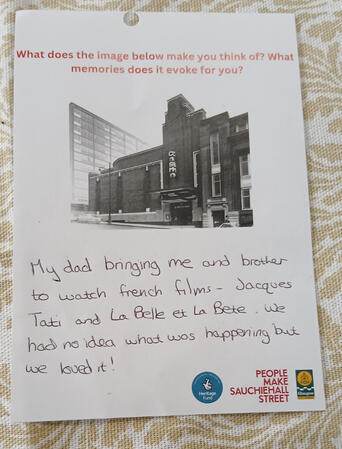 What does the image below make you think of? What
memories does it evoke for you?
My dad bringing me and brother
to watch french films - Jacques
Tati and La Belle et La Bete. We
had no idea what was happening but
we loved it!
Heritage
Fund
PEOPLE
MAKE
SAUCHIEHALL
STREET